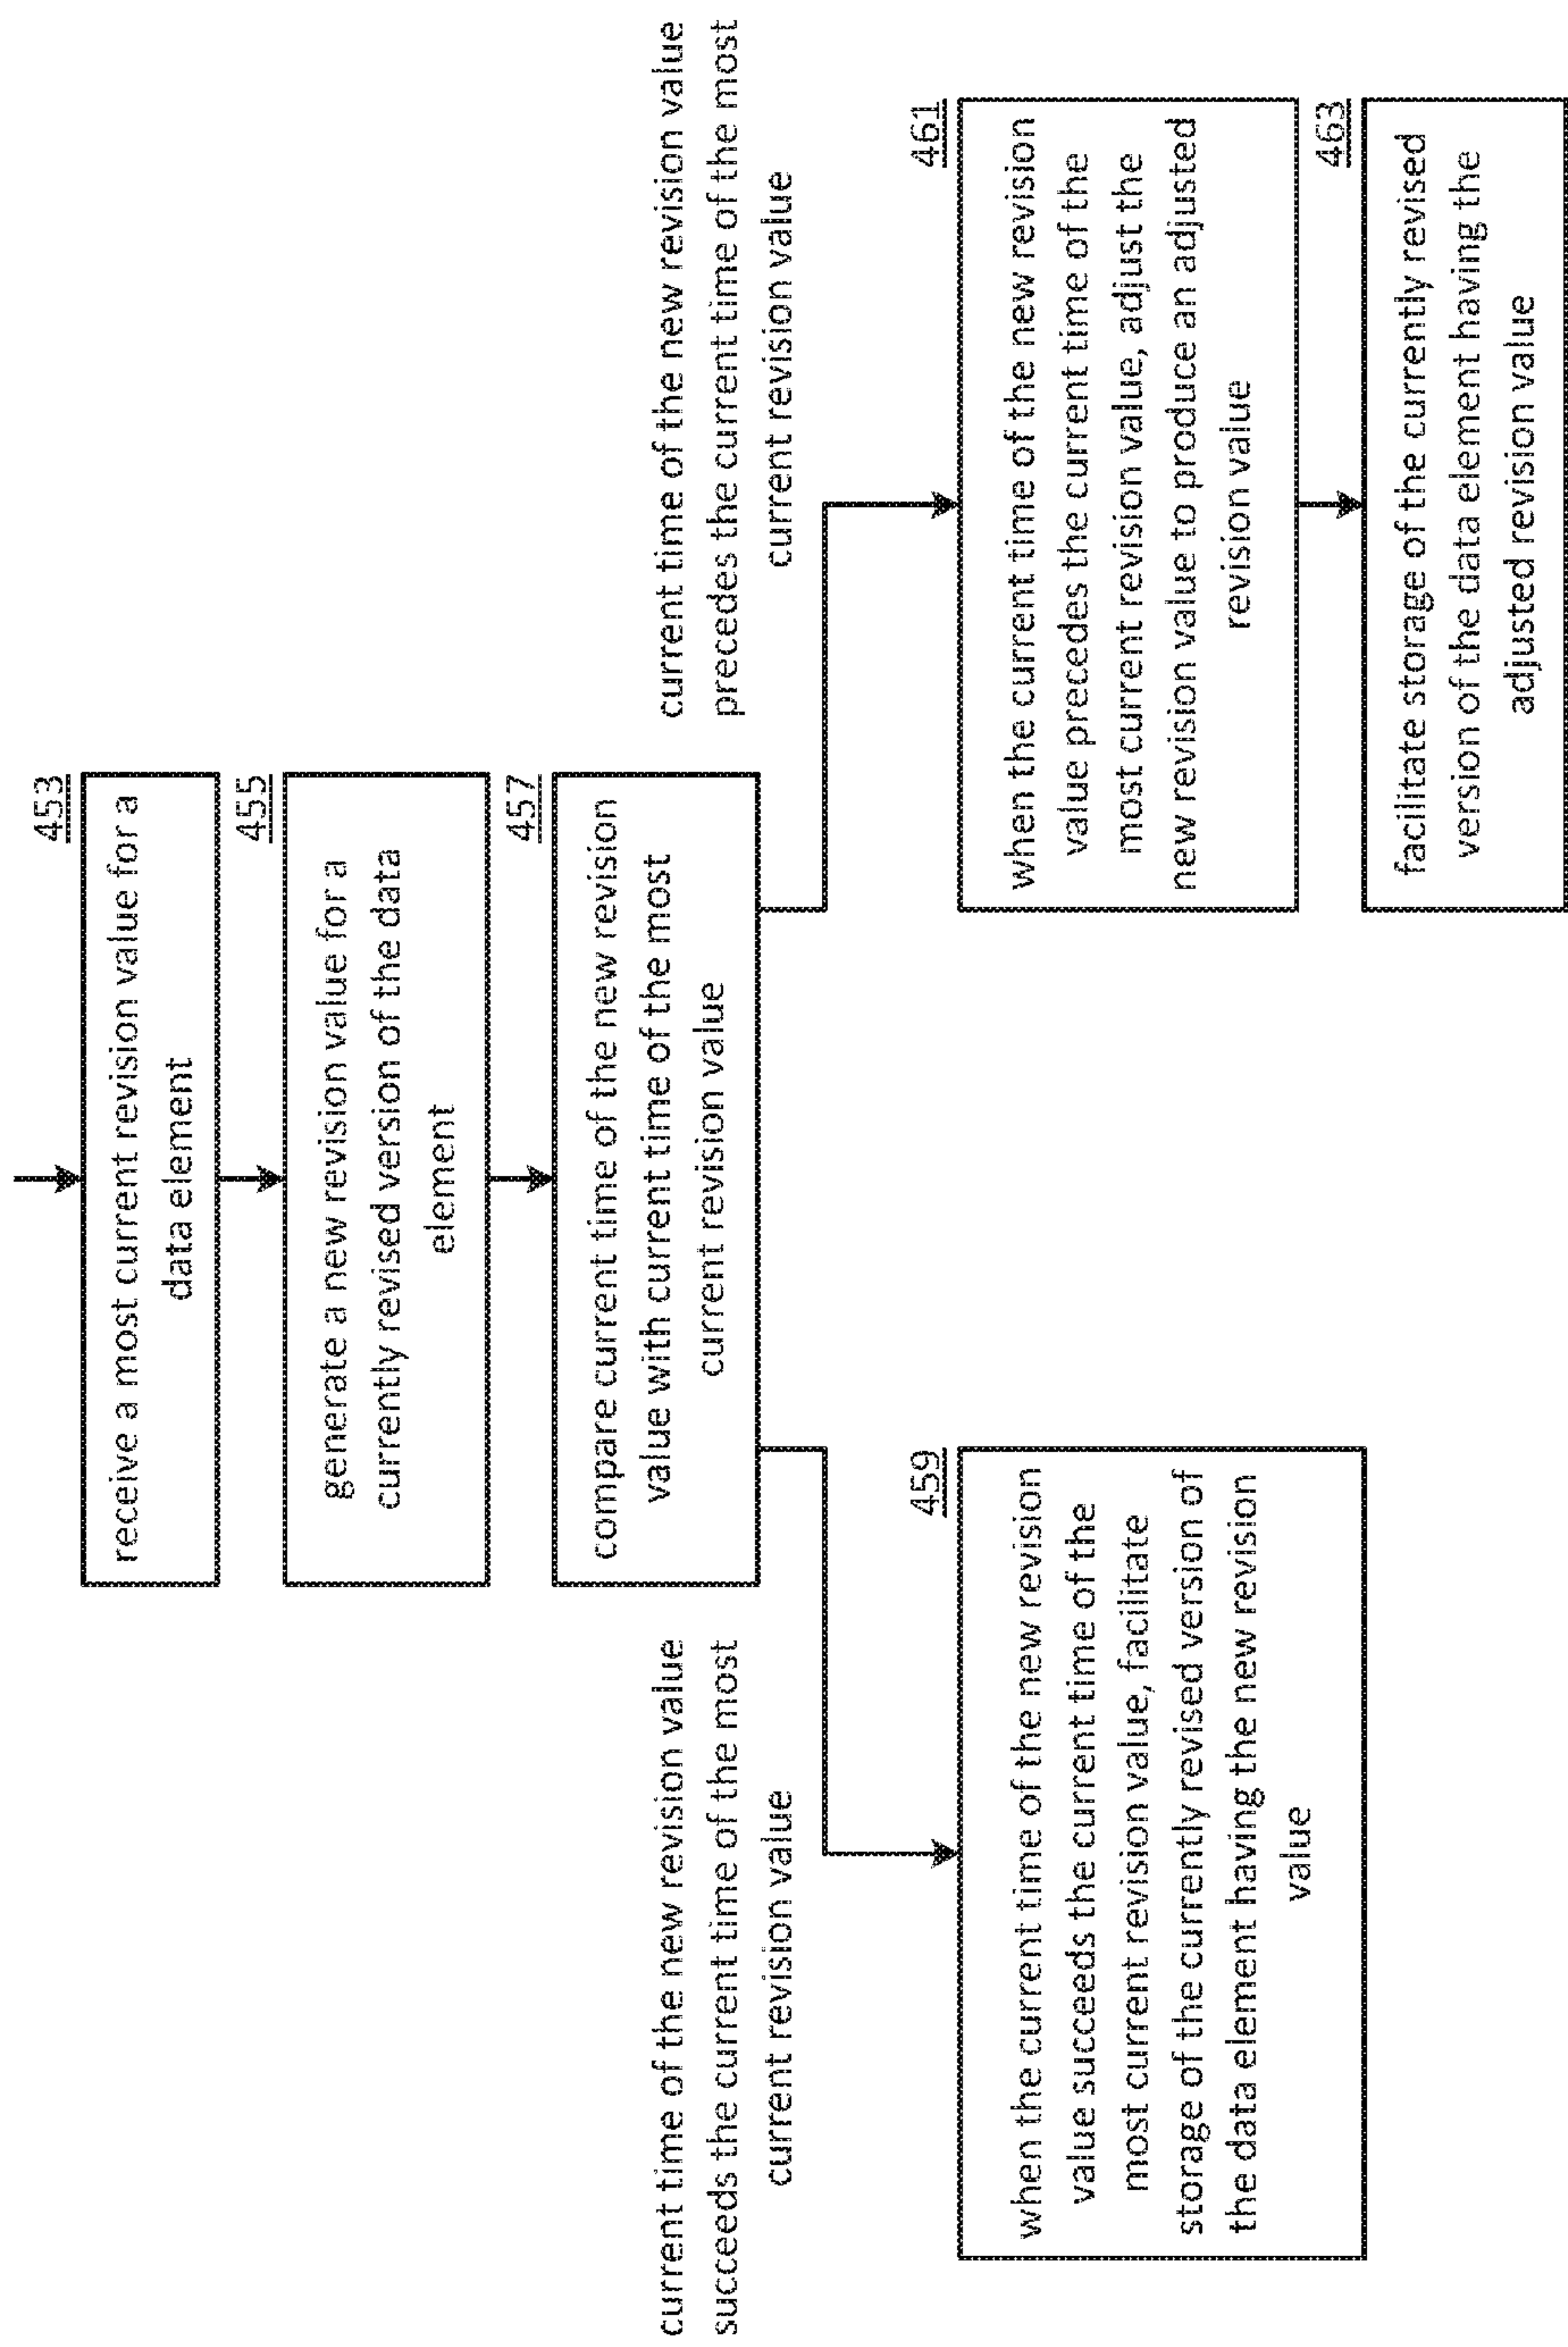 453
receive a most current revision value for a
data element
455
generate a new revision value for a
currently revised version of the data
element
457
compare current time of the new revision
value with current time of the most
current revision value
current time of the new revision value
succeeds the current time of the most
current revision value
current time of the new revision value
precedes the current time of the most
current revision value
459
when the current time of the new revision
value succeeds the current time of the
most current revision value, facilitate
storage of the currently revised version of
the data element having the new revision
value
461
when the current time of the new revision
value precedes the current time of the
most current revision value, adjust the
new revision value to produce an adjusted
revision value
463
facilitate storage of the currently revised
version of the data element having the
adjusted revision value